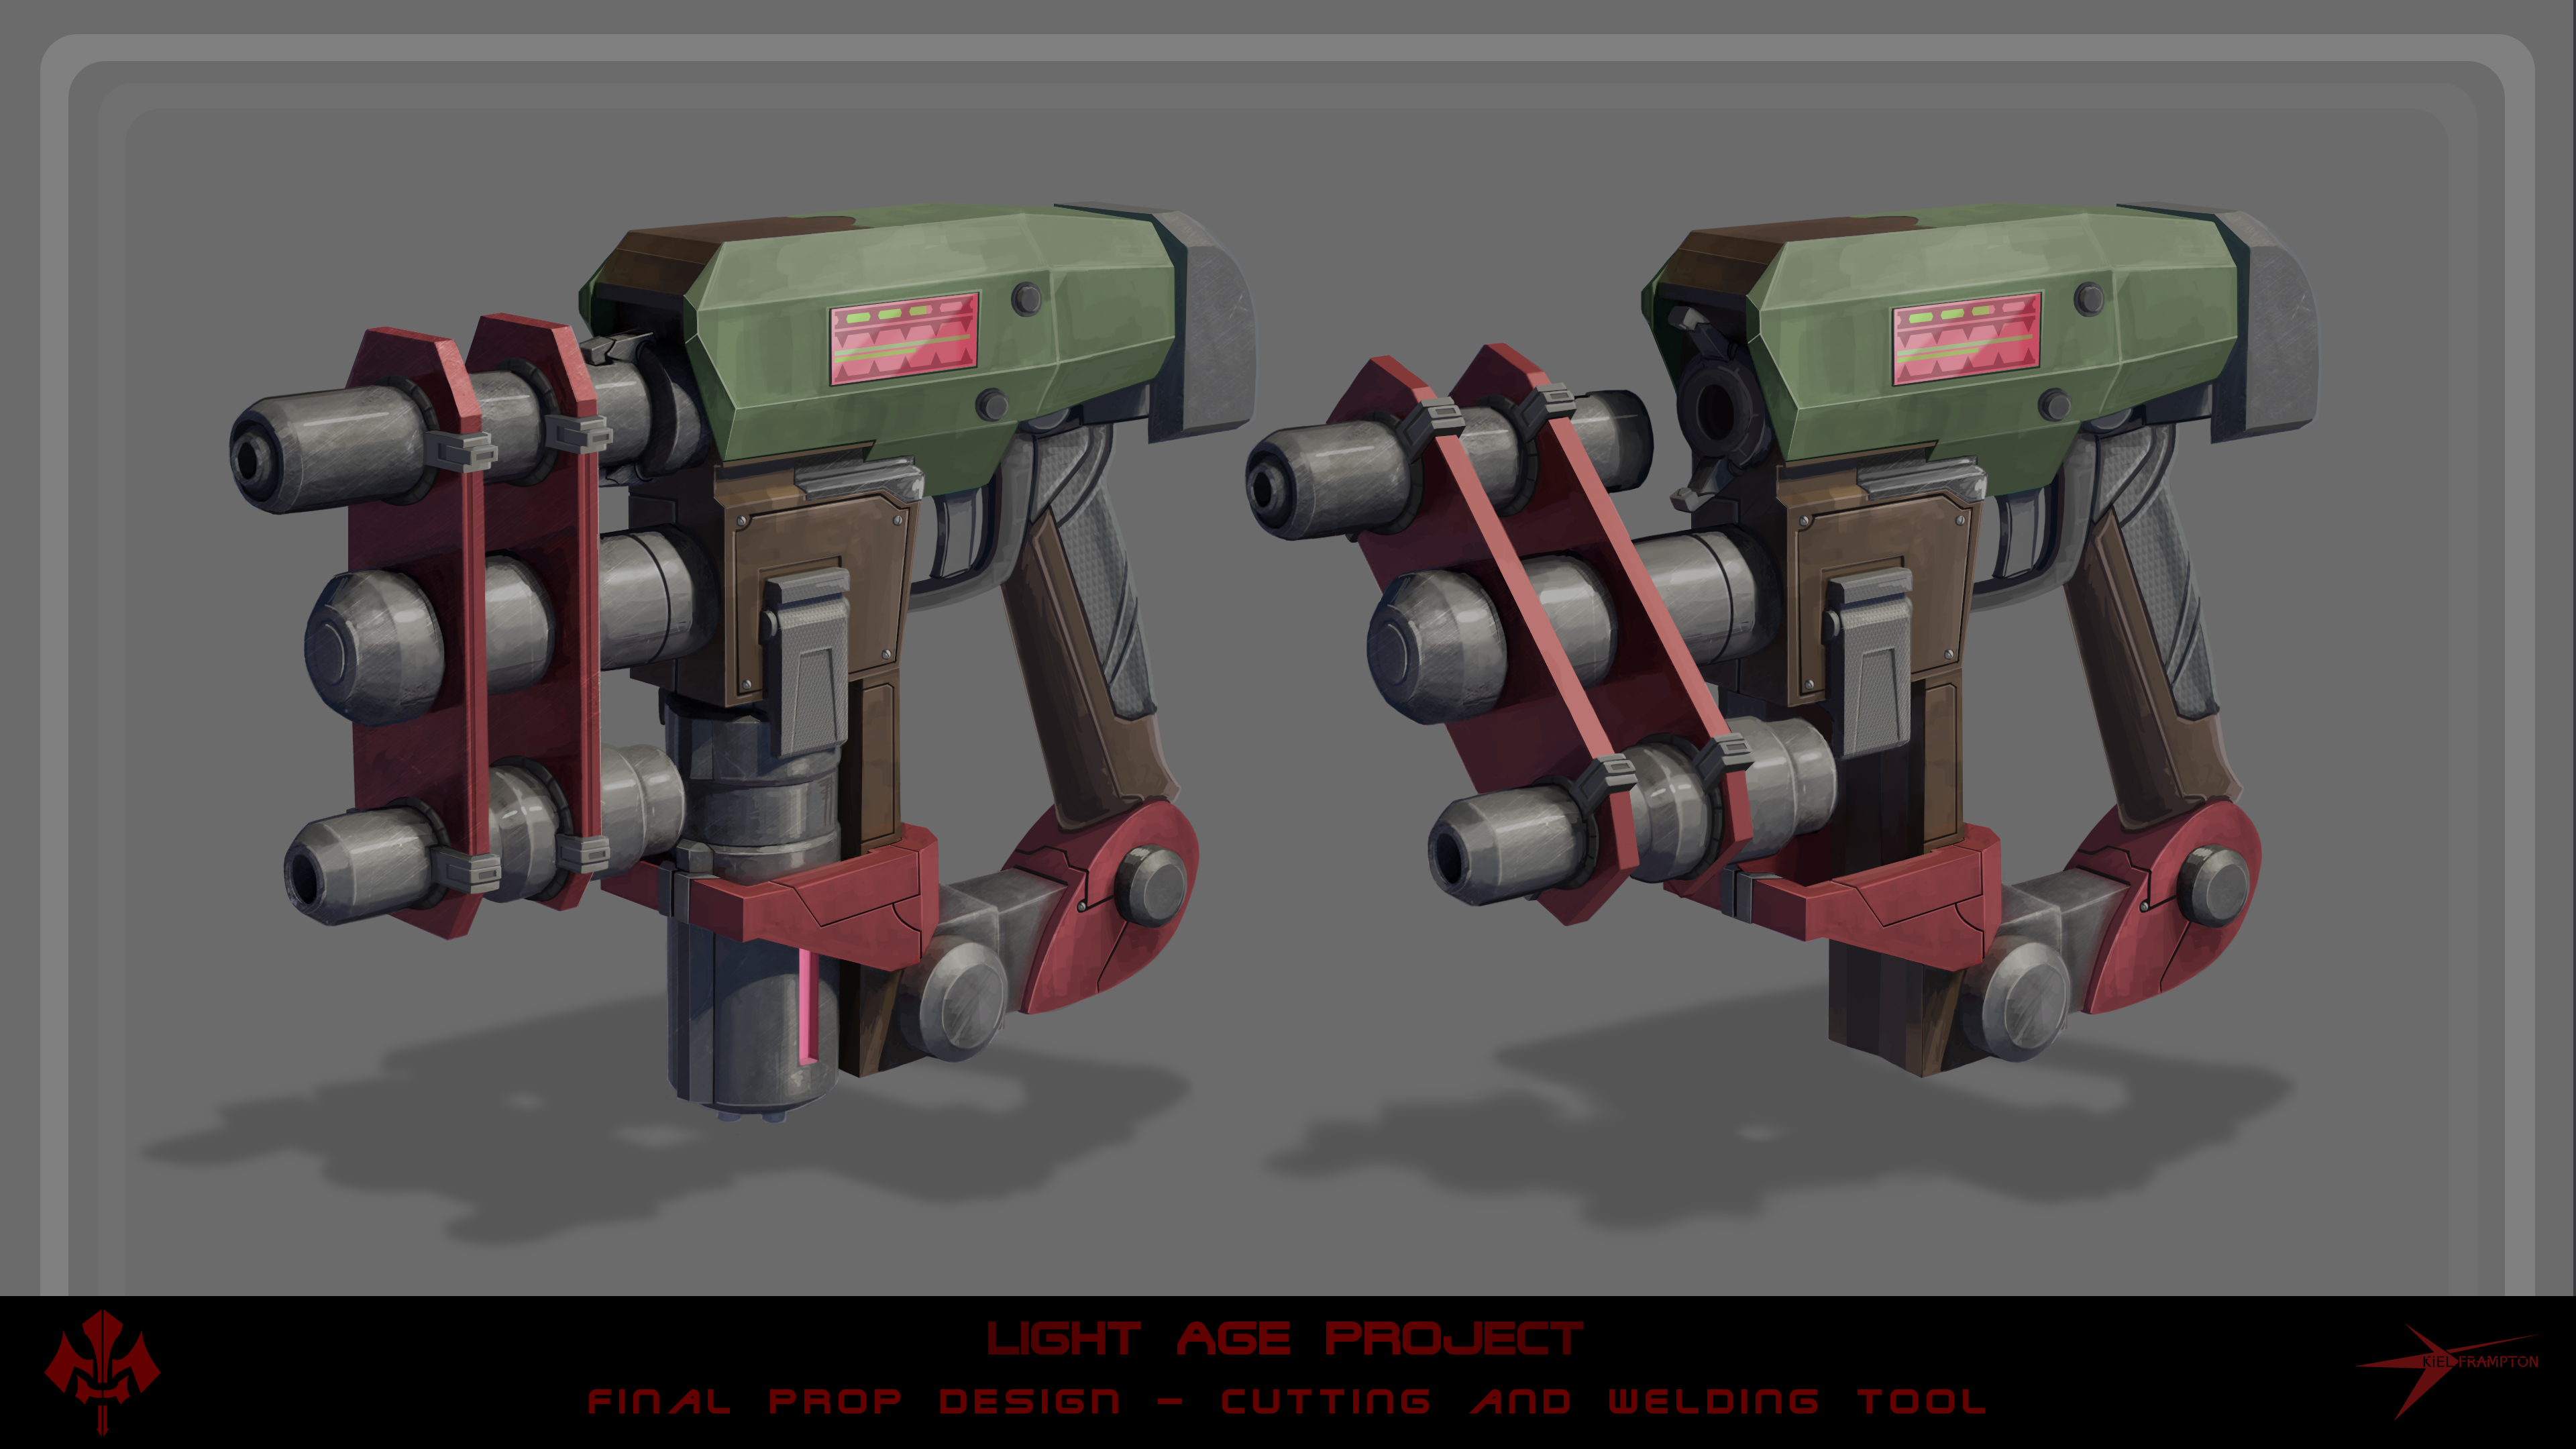 LIGHT AGE PROJECT
FINAL PROP DESIGN - CUTTING AND WELDING TOOL
KIEL FRAMPTON